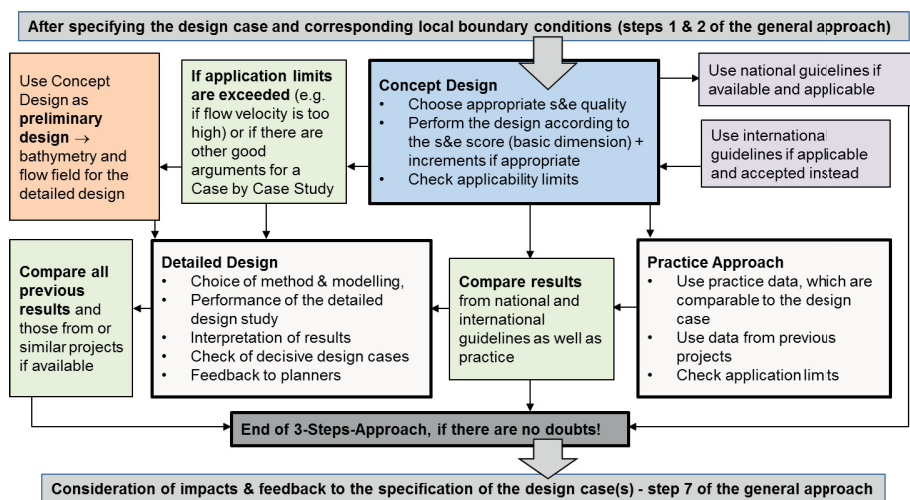 After specifying the design case and corresponding local boundary conditions (steps 1 & 2 of the general approach)
Use Concept
Design as
preliminary
design →
bathymetry and
flow field for the
detailed design
If application limits
are exceeded (e.g.
if flow velocity is too
high) or if there are
other good
arguments for a
Case by Case Study
Concept Design
• Choose appropriate s&e quality
• Perform the design according to
the s&e score (basic dimension) +
increments if appropriate
• Check applicability limits
Use national guidelines if
available and applicable
Use international
guidelines if applicable
and accepted instead
Compare all
previous
results and
those from or
similar projects
if available
Detailed Design
• Choice of method & modelling,
• Performance of the detailed
design study
• Interpretation of results
• Check of decisive design cases
• Feedback to planners
Compare results
from national and
international
guidelines as well as
practice
Practice Approach
• Use practice data, which are
comparable to the design
case
• Use data from previous
projects
• Check application limits
End of 3-Steps-Approach, if there are no doubts!
Consideration of impacts & feedback to the specification of the design case(s) - step 7 of the general approach